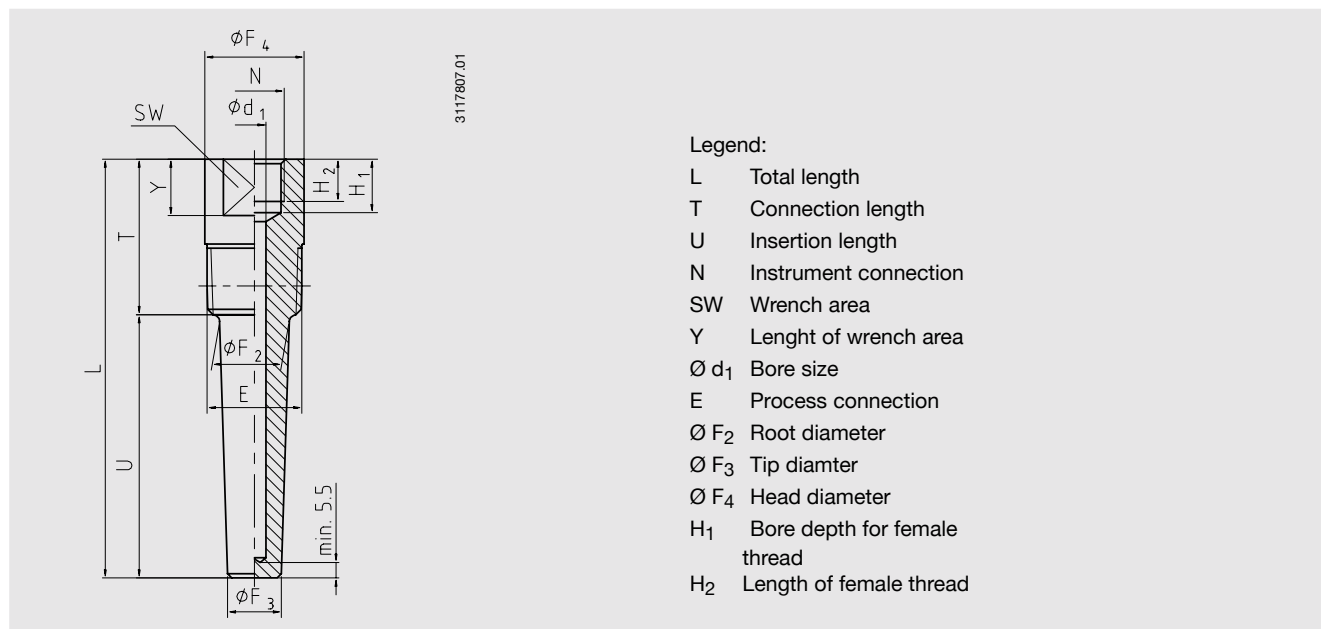 ØF4
N
Ød1
SW
3117807.01
Y
H2
H1
T
L
ØF2
E
U
min. 5.5
ØF3
Legend:
L Total length
T Connection length
U Insertion length
N Instrument connection
SW Wrench area
Y Lenght of wrench area
Ø d1 Bore size
E Process connection
Ø F2 Root diameter
Ø F3 Tip diamter
Ø F4 Head diameter
H1 Bore depth for female
thread
H2 Length of female thread